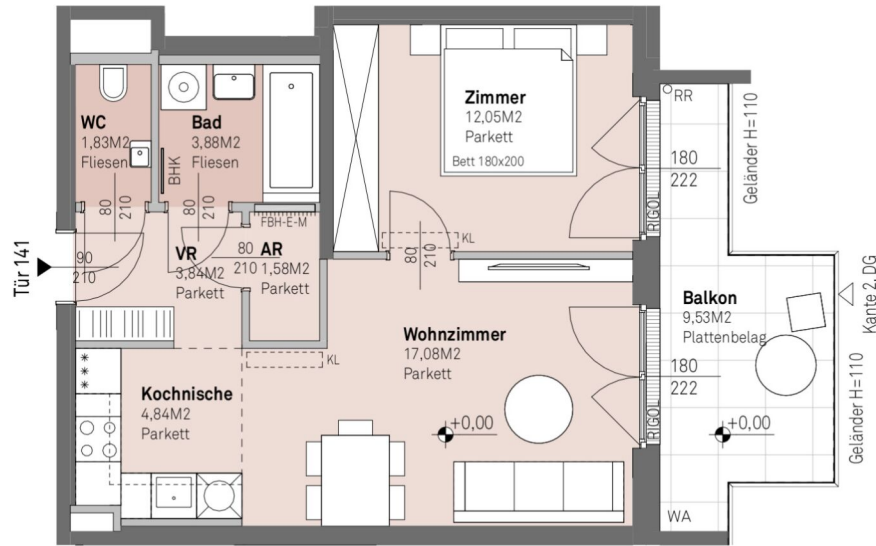 WC
1,83M2
Fliesen
80
210
Bad
3,88M2
Fliesen
BHK
80
210
Zimmer
12,05M2
Parkett
Bett 180x200
RR
180
222
RIGOL
Geländer H=110
Tür 141
90
210
VR
3,84M2
Parkett
FBH-E-M
80
210
AR
1,58M2
Parkett
KL
80
210
Wohnzimmer
17,08M2
Parkett
KL
Kochnische
4,84M2
Parkett
+0,00
Balkon
9,53M2
Plattenbelag
180
222
RIGOL
+0,00
WA
Kante 2. DG
Geländer H=110